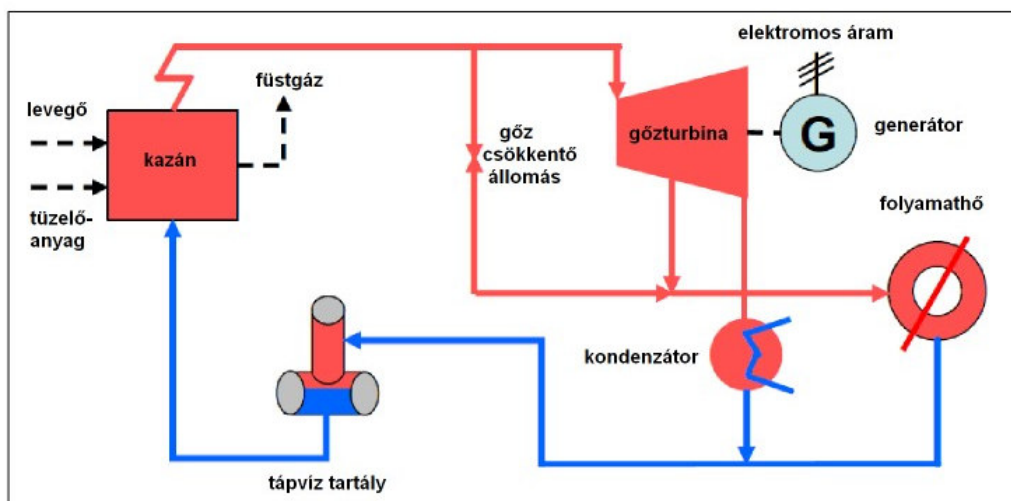 elektromos áram
levegő
füstgáz
kazán
gőz
csökkentő
állomás
gőzturbina
G
generátor
tüzelő-
anyag
folyamathő
kondenzátor
tápvíz tartály